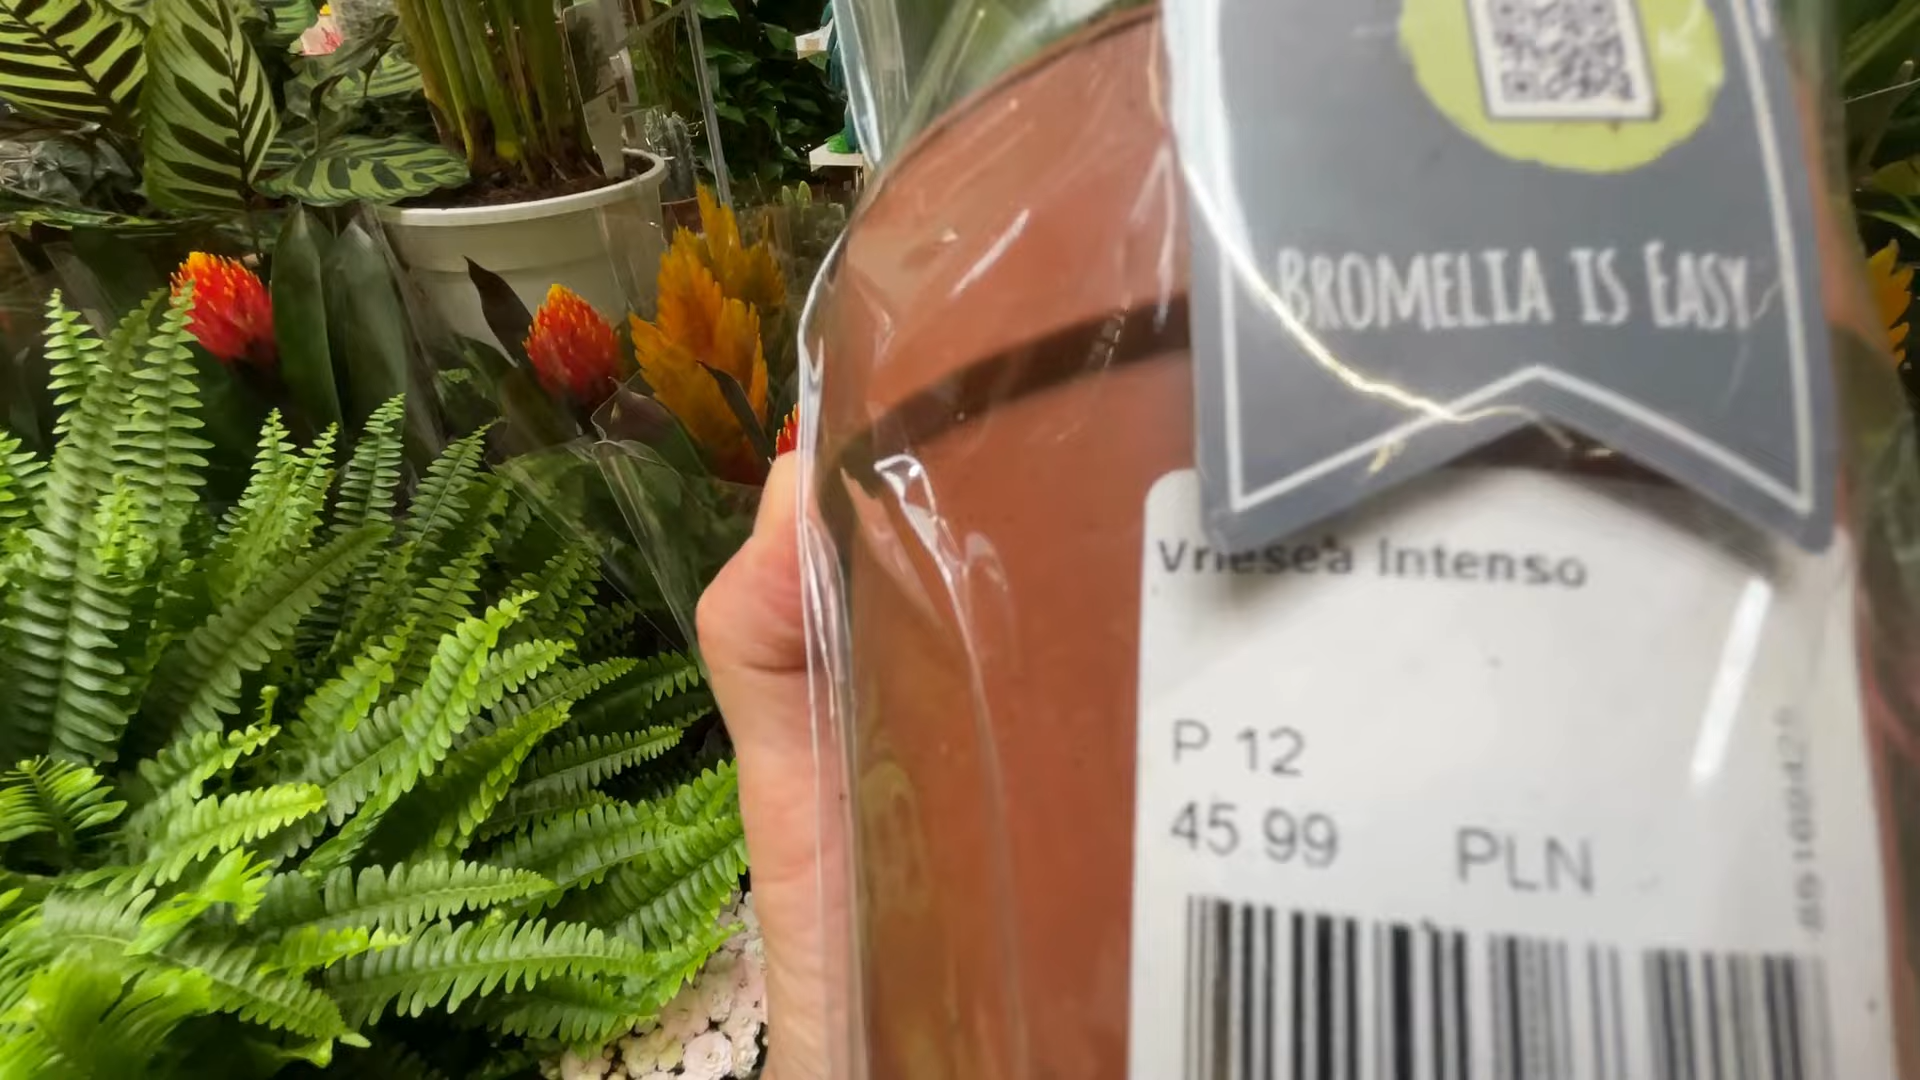 BROMELIA IS EASY
Vriesea Intenso
P 12
45.99 PLN